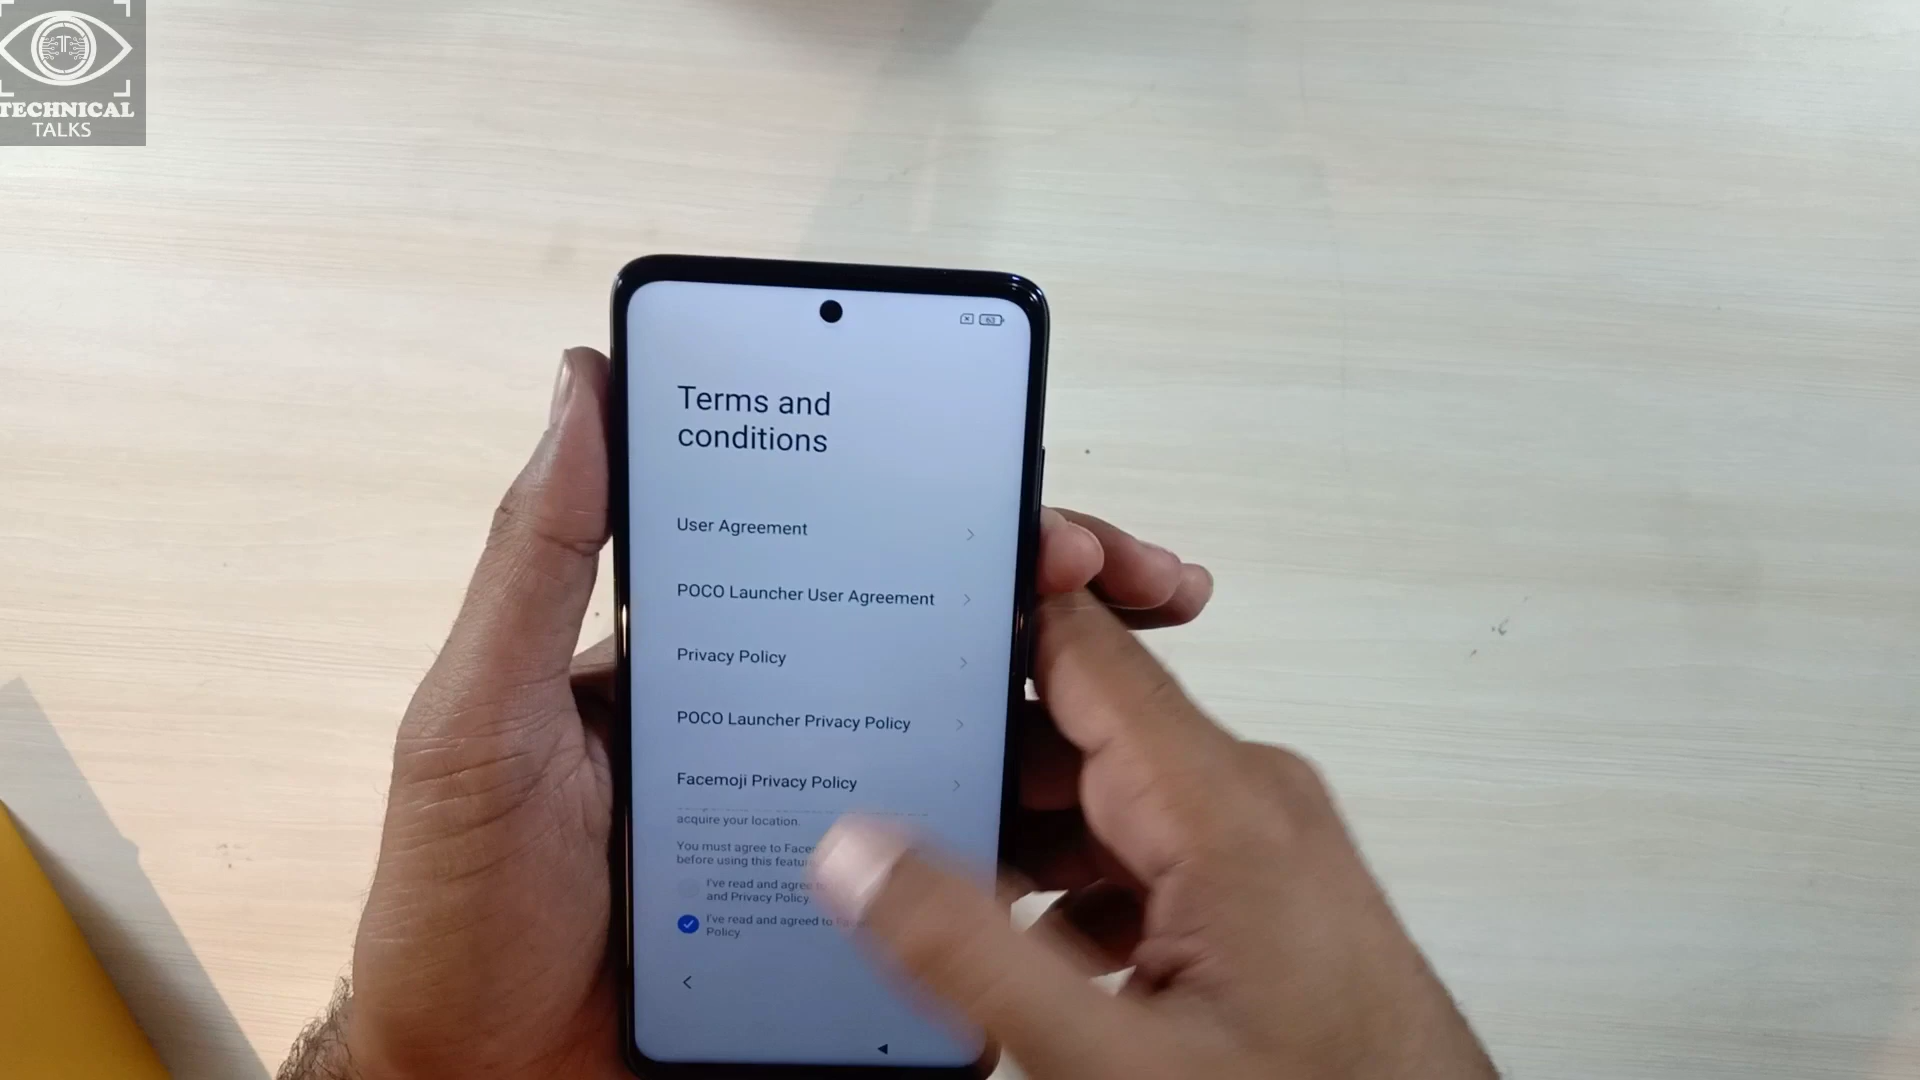 TECHNICAL
TALKS
63
Terms and
conditions
User Agreement
POCO Launcher User Agreement
Privacy Policy
POCO Launcher Privacy Policy
Facemoji Privacy Policy
acquire your location.
You must agree to
before using this
I've read and agree to
and Privacy Policy.
I've read and agreed to
Policy